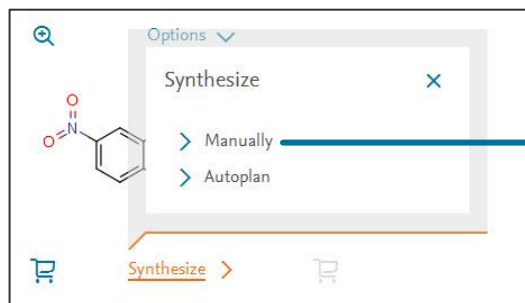 Options
Synthesize
O
N
O
Manually
Autoplan
Synthesize